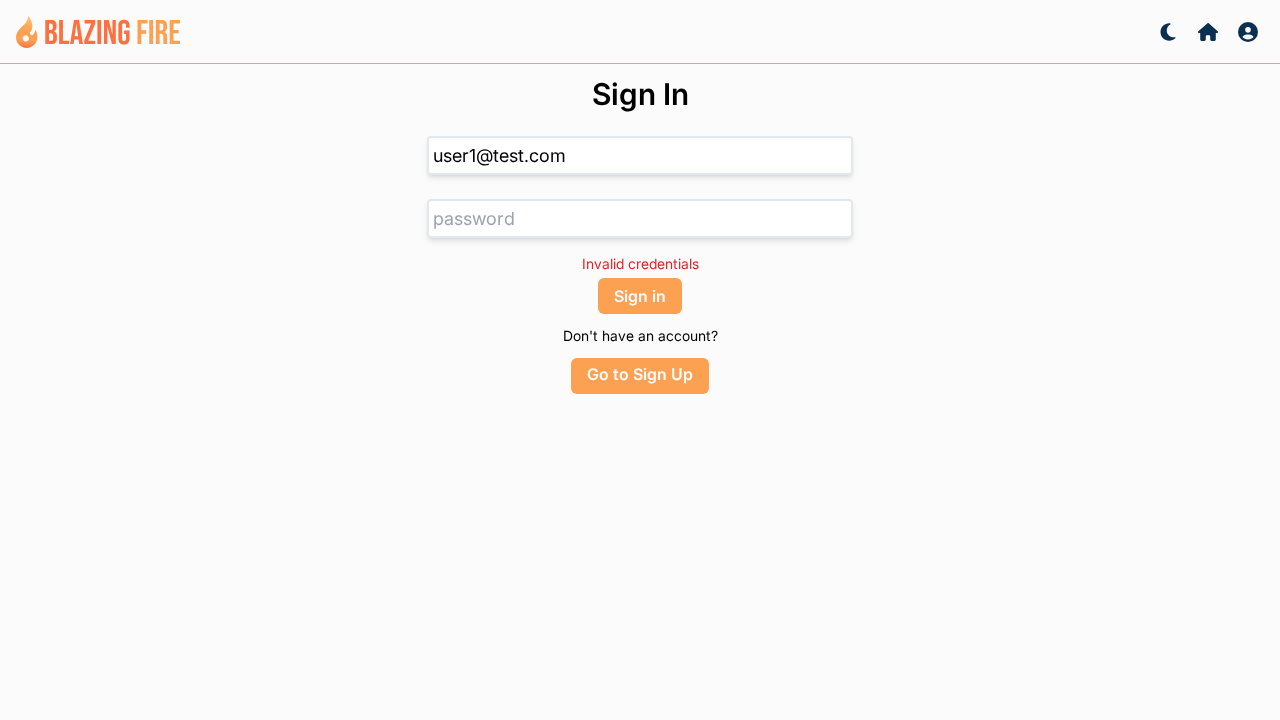 BLAZING FIRE
Sign In
user1@test.com
password
Invalid credentials
Sign in
Don't have an account?
Go to Sign Up